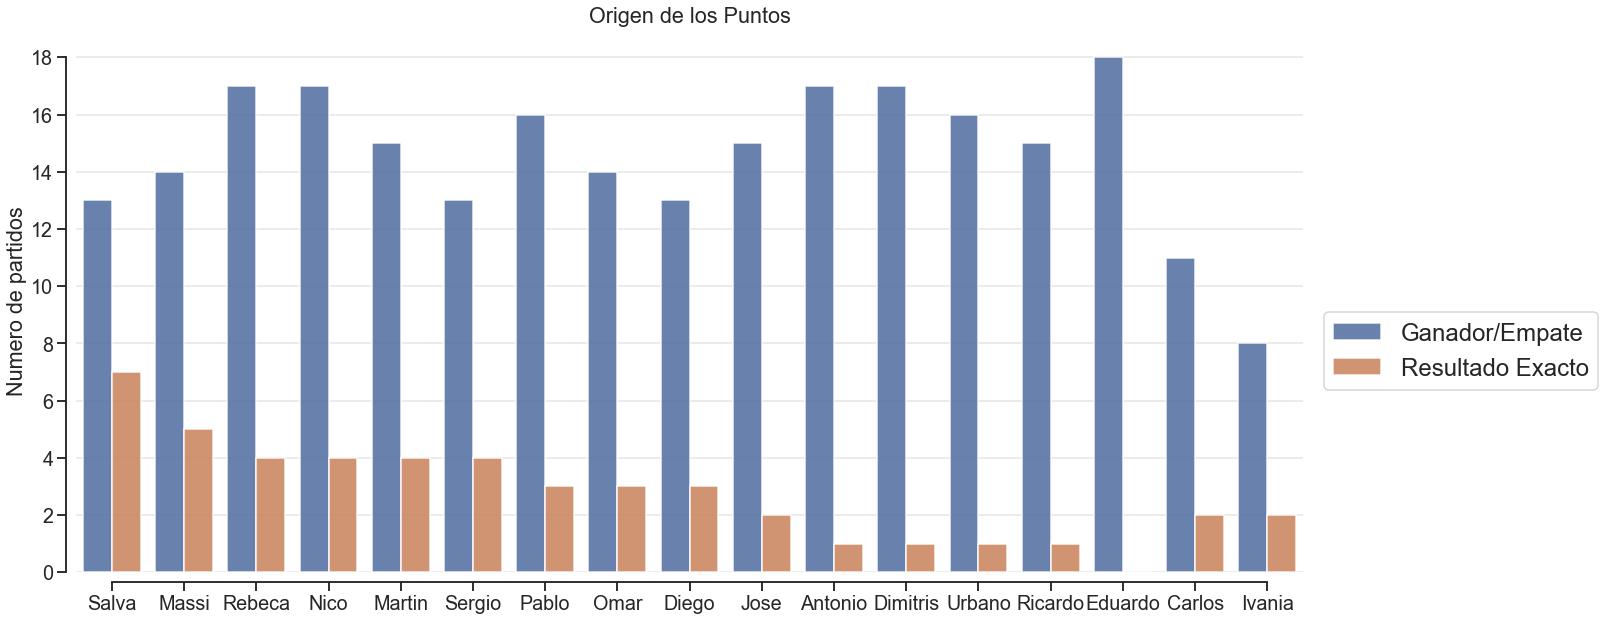 Origen de los Puntos
Numero de partidos
18
16
14
12
10
8
6
4
2
0
Salva Massi Rebeca Nico Martin Sergio Pablo Omar Diego Jose Antonio Dimitris Urbano Ricardo Eduardo Carlos Ivania
Ganador/Empate
Resultado Exacto